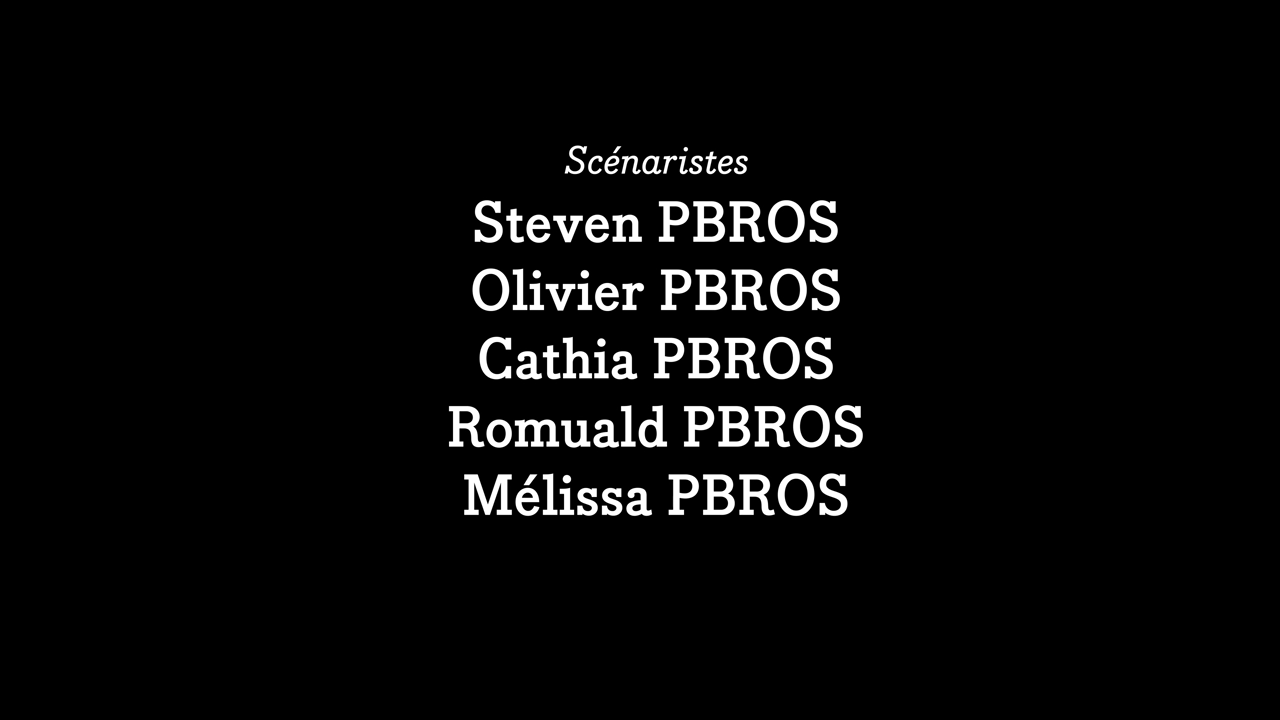 Scénaristes
Steven PBROS
Olivier PBROS
Cathia PBROS
Romuald PBROS
Mélissa PBROS